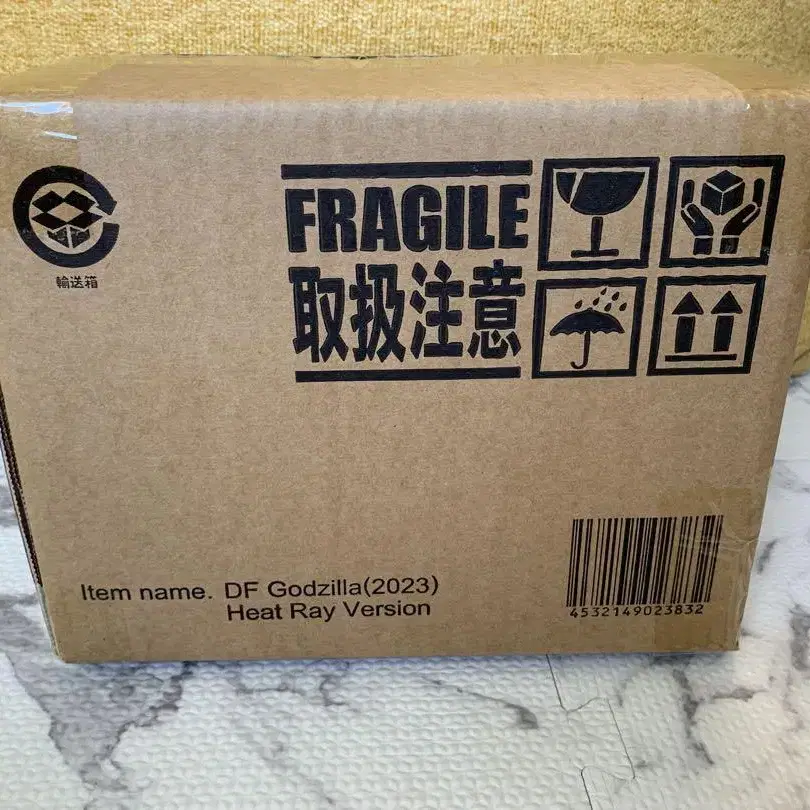 FRAGILE
取扱注意
輸送箱
Item name. DF Godzilla(2023)
Heat Ray Version
4532149023832